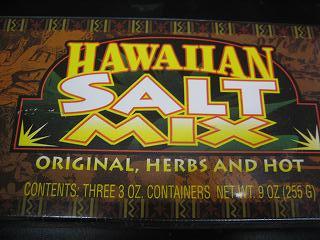 HAWAIIAN
SALT
MIX
ORIGINAL, HERBS AND HOT
CONTENTS: THREE 3 OZ. CONTAINERS NET WT. 9 OZ (255 G)